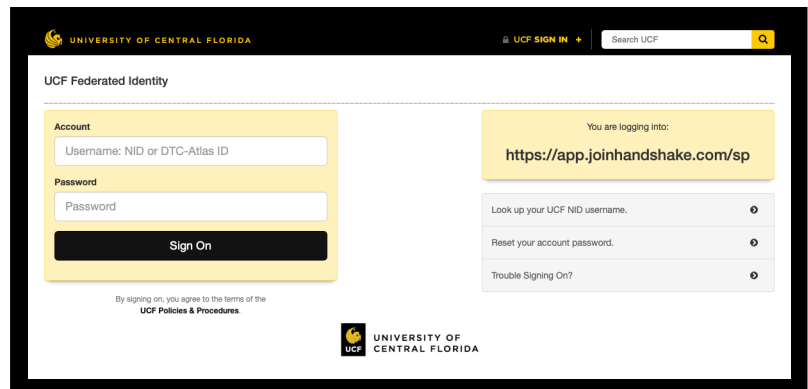 UNIVERSITY OF CENTRAL FLORIDA
UCF SIGN IN +
Search UCF
UCF Federated Identity
Account
Username: NID or DTC-Atlas ID
Password
Password
Sign On
By signing on, you agree to the terms of the
UCF Policies & Procedures.
You are logging into:
https://app.joinhandshake.com/sp
Look up your UCF NID username.
Reset your account password.
Trouble Signing On?
UCF
UNIVERSITY OF
CENTRAL FLORIDA